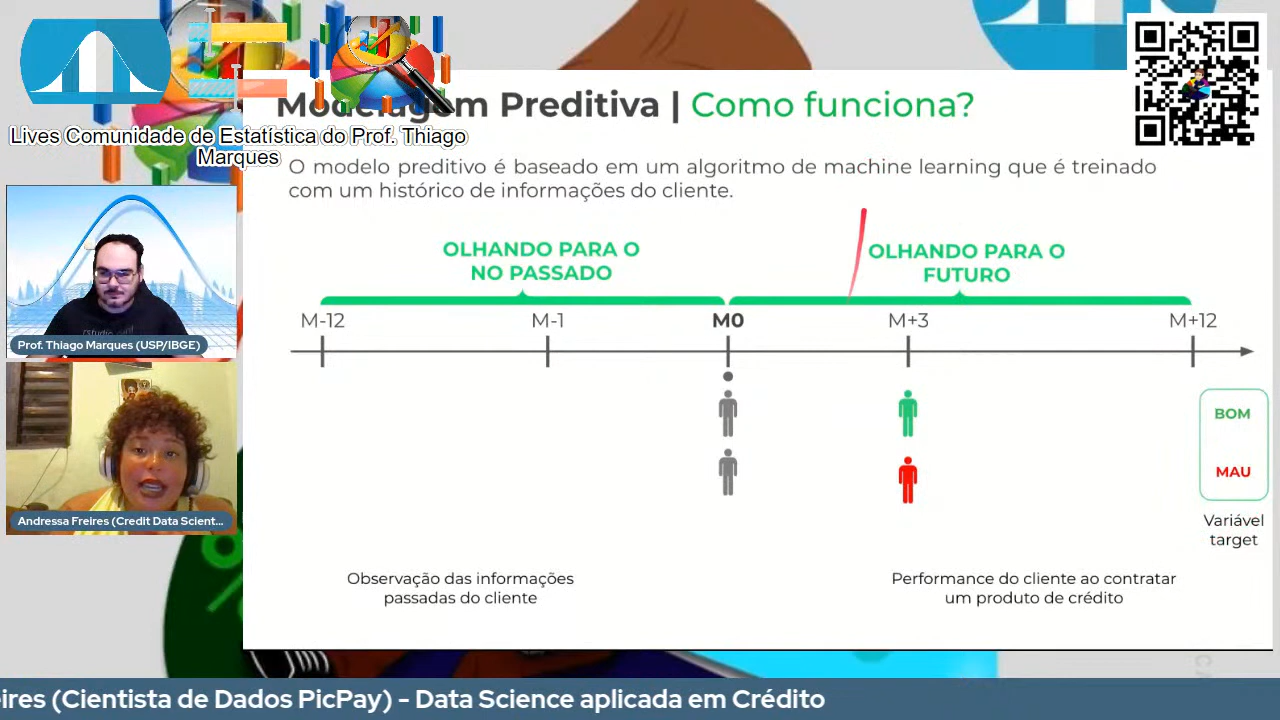 Lives Comunidade de Estatística do Prof. Thiago
Marques
Modelagem Preditiva | Como funciona?
O modelo preditivo é baseado em um algoritmo de machine learning que é treinado
com um histórico de informações do cliente.
OLHANDO PARA O
NO PASSADO
OLHANDO PARA O
FUTURO
M-12
M-1
M0
M+3
M+12
BOM
MAU
Variável
target
Observação das informações
passadas do cliente
Performance do cliente ao contratar
um produto de crédito
Prof. Thiago Marques (USP/IBGE)
Andressa Freires (Credit Data Scient...
eires (Cientista de Dados PicPay) - Data Science aplicada em Crédito